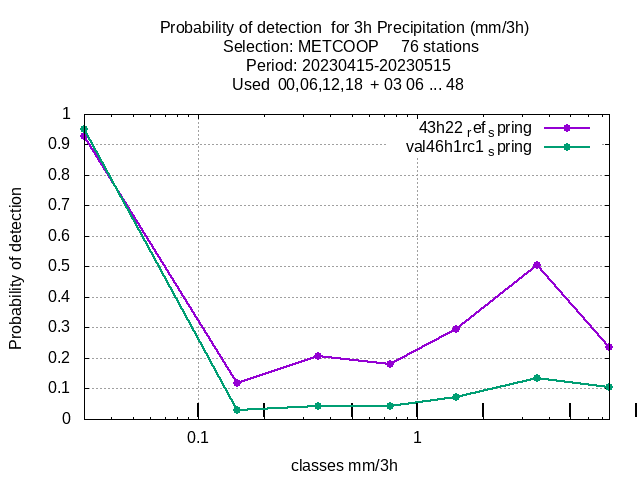 Probability of detection  for 3h Precipitation (mm/3h)
Selection: METCOOP     76 stations
Period: 20230415-20230515
Used  00,06,12,18  + 03 06 ... 48
43h22 ref spring
val46h1rc1 spring
1
0.9
0.8
0.7
0.6
0.5
0.4
0.3
0.2
0.1
0
Probability of detection
0.1
1
classes mm/3h